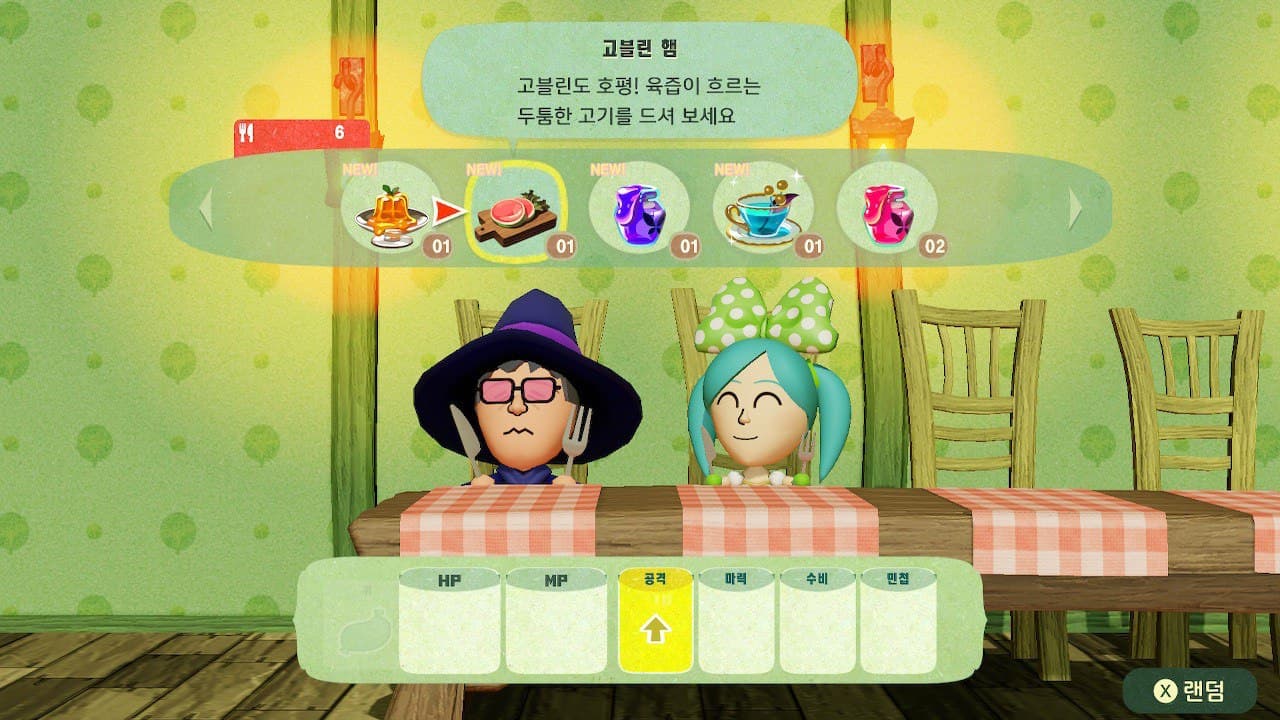 고블린 햄
고블린도 호평! 육즙이 흐르는
두툼한 고기를 드셔 보세요
6
NEW! NEW! NEW! NEW!
01 01 01 01 02
HP MP 공격 마력 수비 민첩
X 랜덤